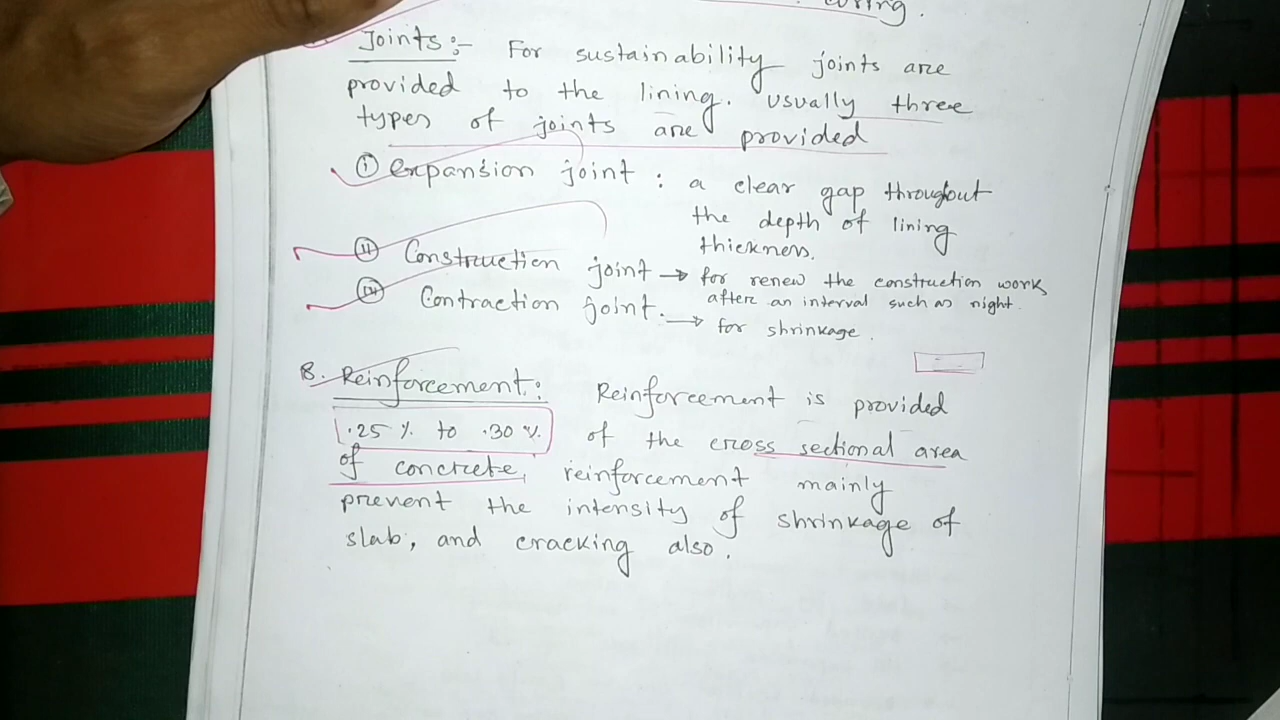 curing.
Joints :- For sustainability joints are
provided to the lining. usually three
types of joints are provided
(i) expansion joint : a clear gap throughout
the depth of lining
thickness.
(ii) Construction joint → for renew the construction work
after an interval such as night.
(iii) Contraction joint. → for shrinkage.
8. Reinforcement: Reinforcement is provided
.25 % to .30 %. of the cross sectional area
of concrete, reinforcement mainly
prevent the intensity of shrinkage of
slab, and cracking also.